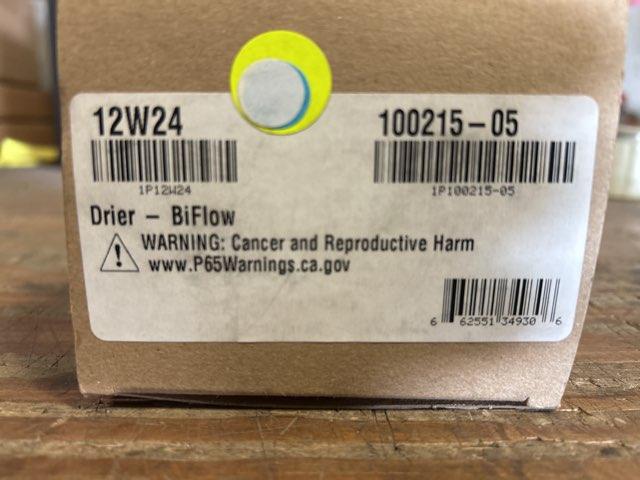 12W24 100215-05
1P12W24 1P100215-05
Drier - BiFlow
WARNING: Cancer and Reproductive Harm
www.P65Warnings.ca.gov
6 62551 34930 6